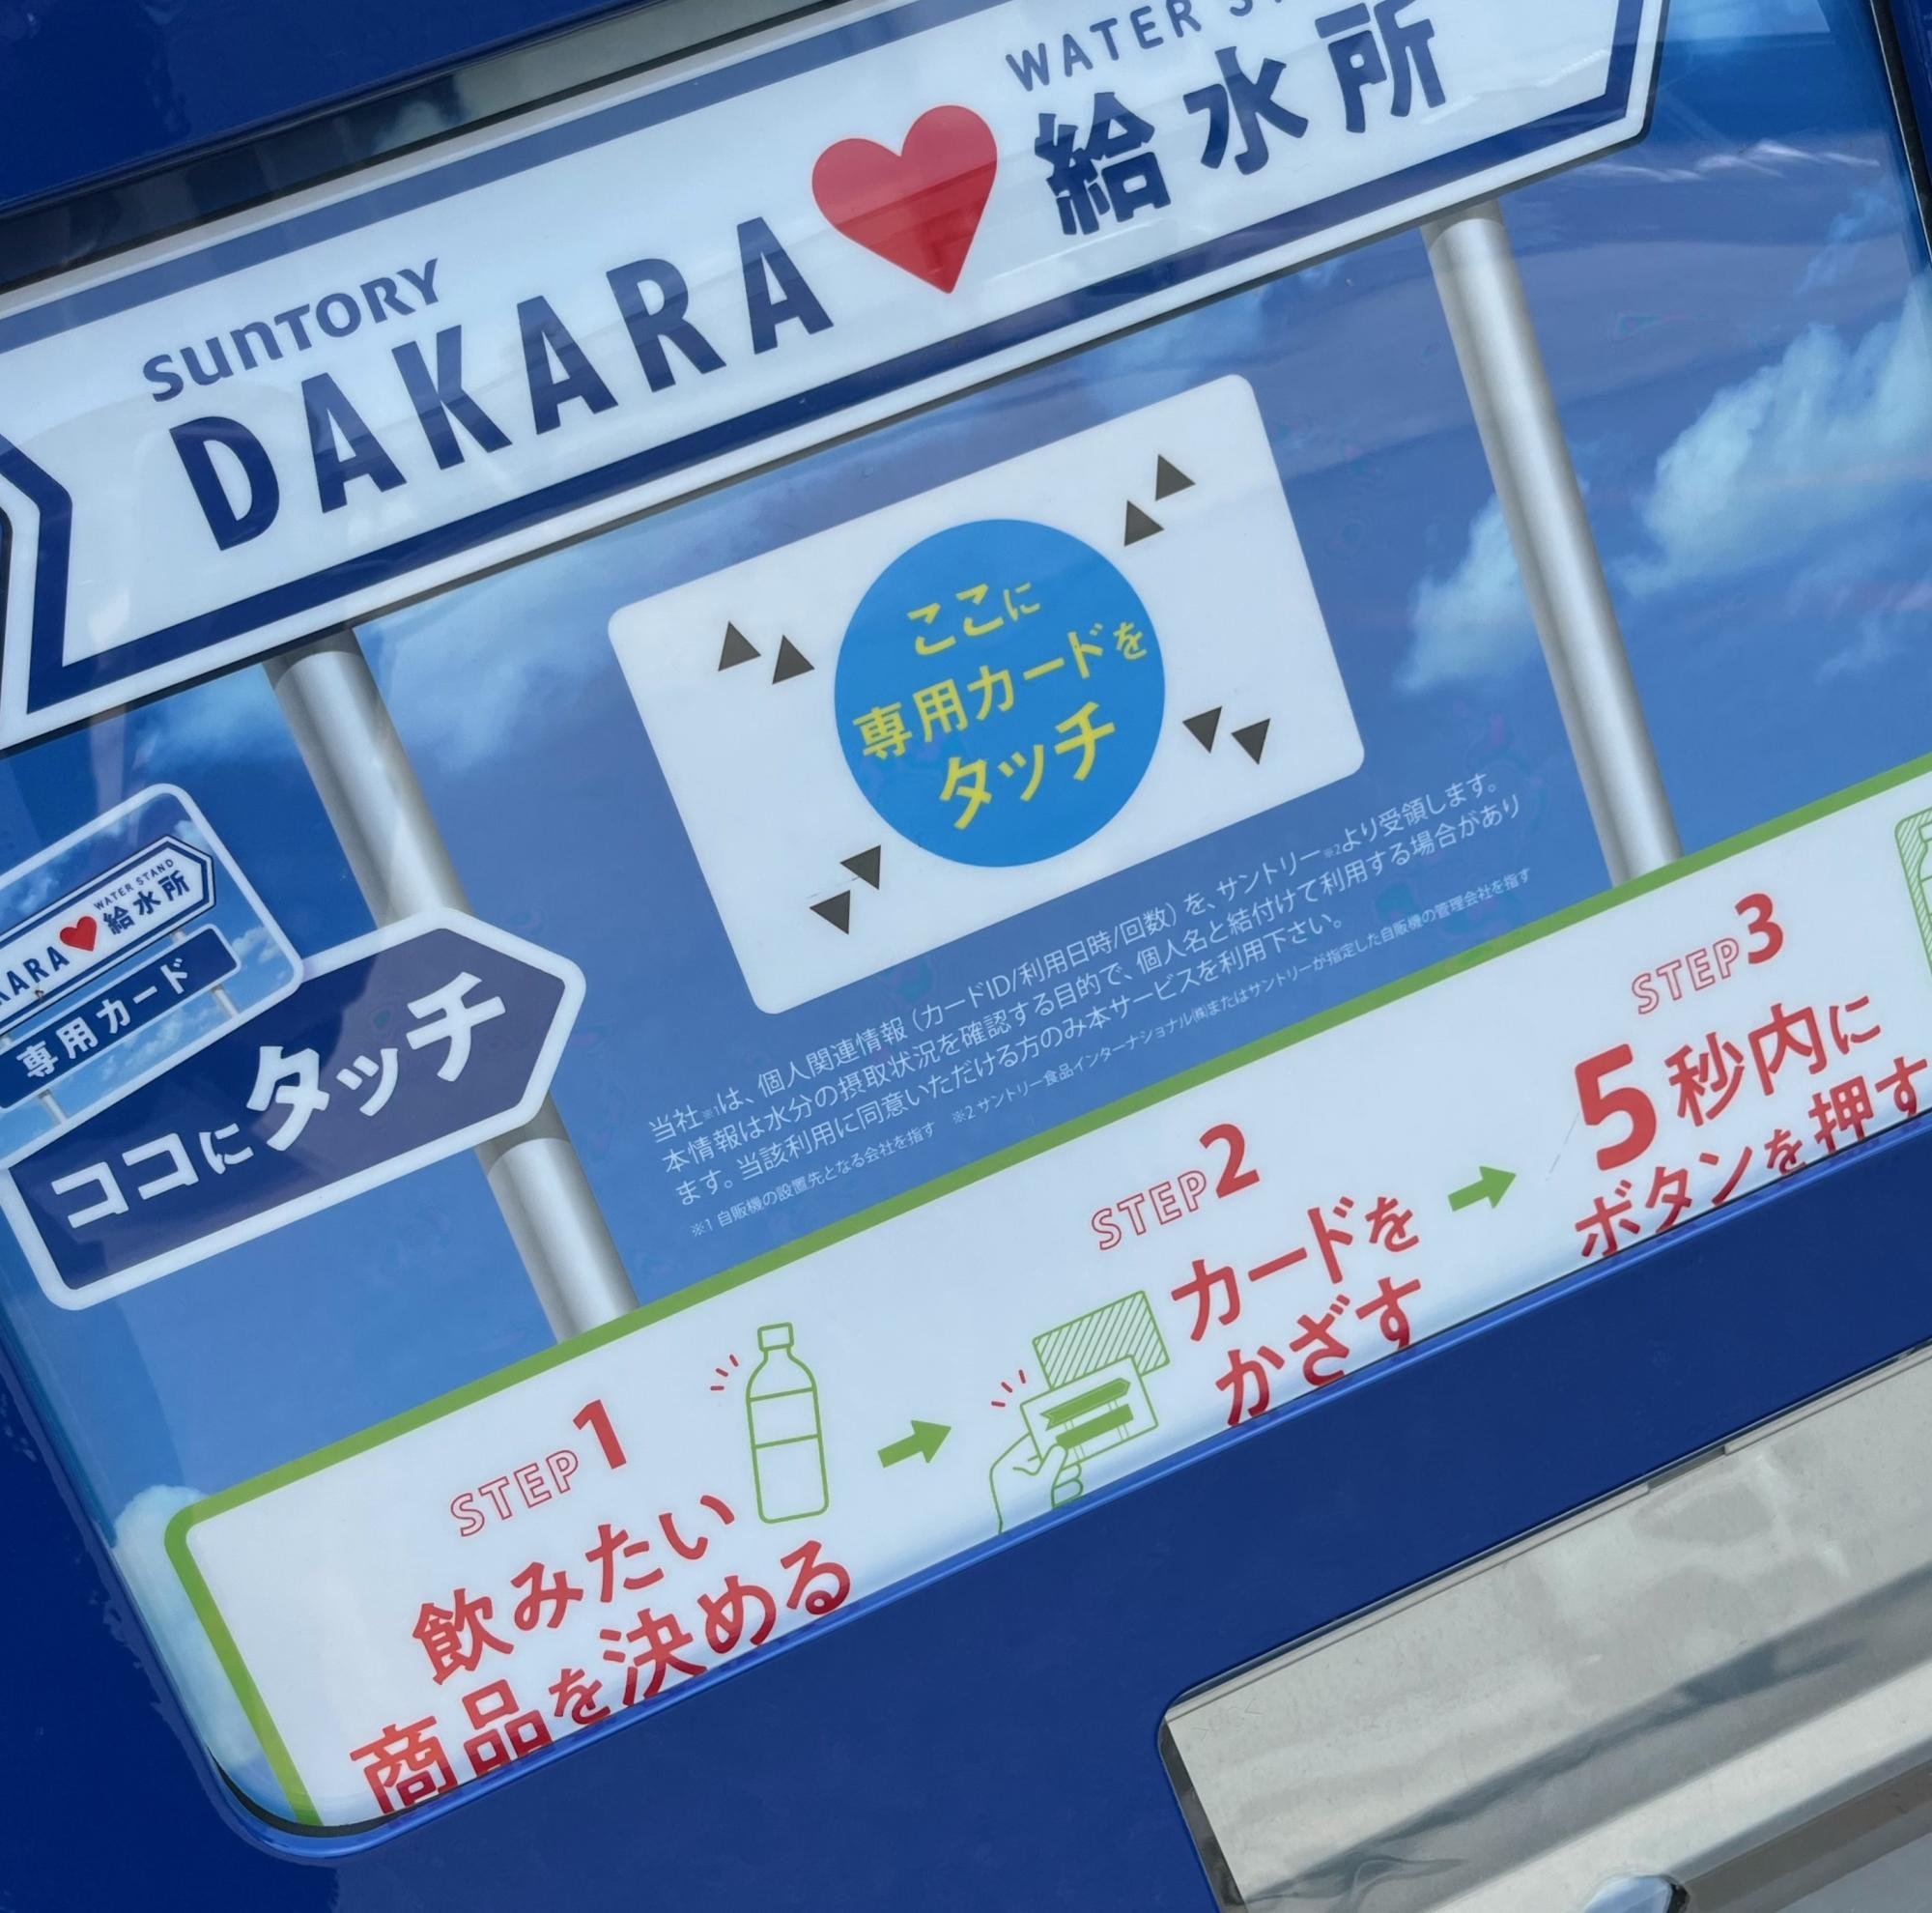 WATER
SUNTORY
DAKARA 給水所
ここに
専用カードを
タッチ
WATER STAND
給水所
専用カード
ココにタッチ
当社※1は、個人関連情報（カードID/利用日時/回数）を、サントリー※2より受領します。
本情報は水分の摂取状況を確認する目的で、個人名と結付けて利用する場合があり
ます。当該利用に同意いただける方のみ本サービスを利用下さい。
※1 自販機の設置先となる会社を指す ※2 サントリー食品インターナショナル㈱またはサントリーが指定した自販機の管理会社を指す
STEP1
飲みたい
商品を決める
STEP2
カードを
かざす
STEP3
5秒内に
ボタンを押す